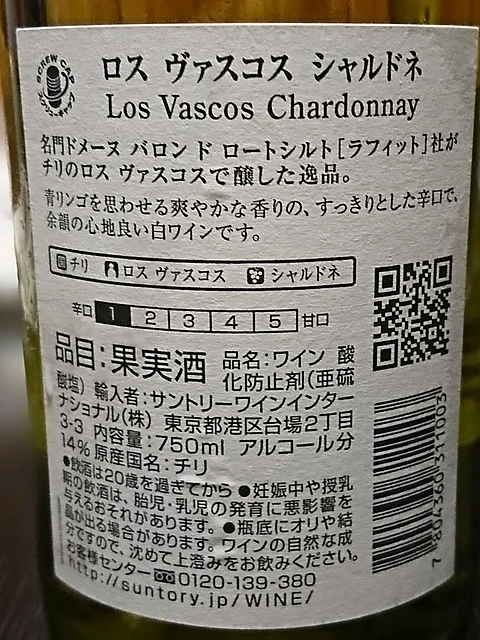 SCREW CAP
ロス ヴァスコス シャルドネ
Los Vascos Chardonnay
名門ドメーヌ バロン ド ロートシルト[ラフィット]社が
チリのロス ヴァスコスで醸した逸品。
青リンゴを思わせる爽やかな香りの、すっきりとした辛口で、
余韻の心地良い白ワインです。
国 チリ ロス ヴァスコス シャルドネ
辛口 1 2 3 4 5 甘口
品目:果実酒 品名:ワイン 酸
化防止剤(亜硫
酸塩) 輸入者:サントリーワインインター
ナショナル(株) 東京都港区台場2丁目
3-3 内容量:750ml アルコール分
14% 原産国名:チリ
●飲酒は20歳を過ぎてから ●妊娠中や授乳
期の飲酒は、胎児・乳児の発育に悪影響を
与えるおそれがあります。 ●瓶底にオリや結
晶が出る場合があります。ワインの自然な成
分ですので、沈めて上澄みをお飲みください。
お客様センター 0120-139-380
http://suntory.jp/WINE/
7 804360 311003